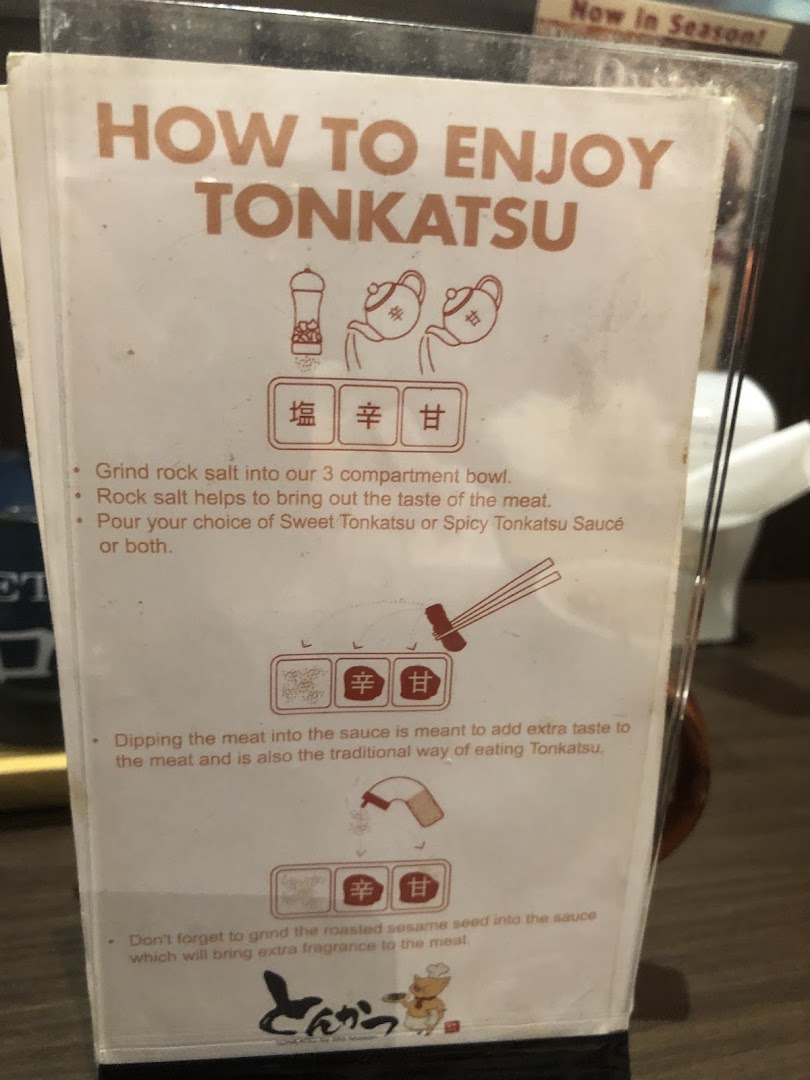 Now in Season!
HOW TO ENJOY
TONKATSU
辛 甘
塩 辛 甘
• Grind rock salt into our 3 compartment bowl.
• Rock salt helps to bring out the taste of the meat.
• Pour your choice of Sweet Tonkatsu or Spicy Tonkatsu Sauce
or both.
辛 甘
• Dipping the meat into the sauce is meant to add extra taste to
the meat and is also the traditional way of eating Tonkatsu.
辛 甘
• Don't forget to grind the roasted sesame seed into the sauce
which will bring extra fragrance to the meat
とんかつ